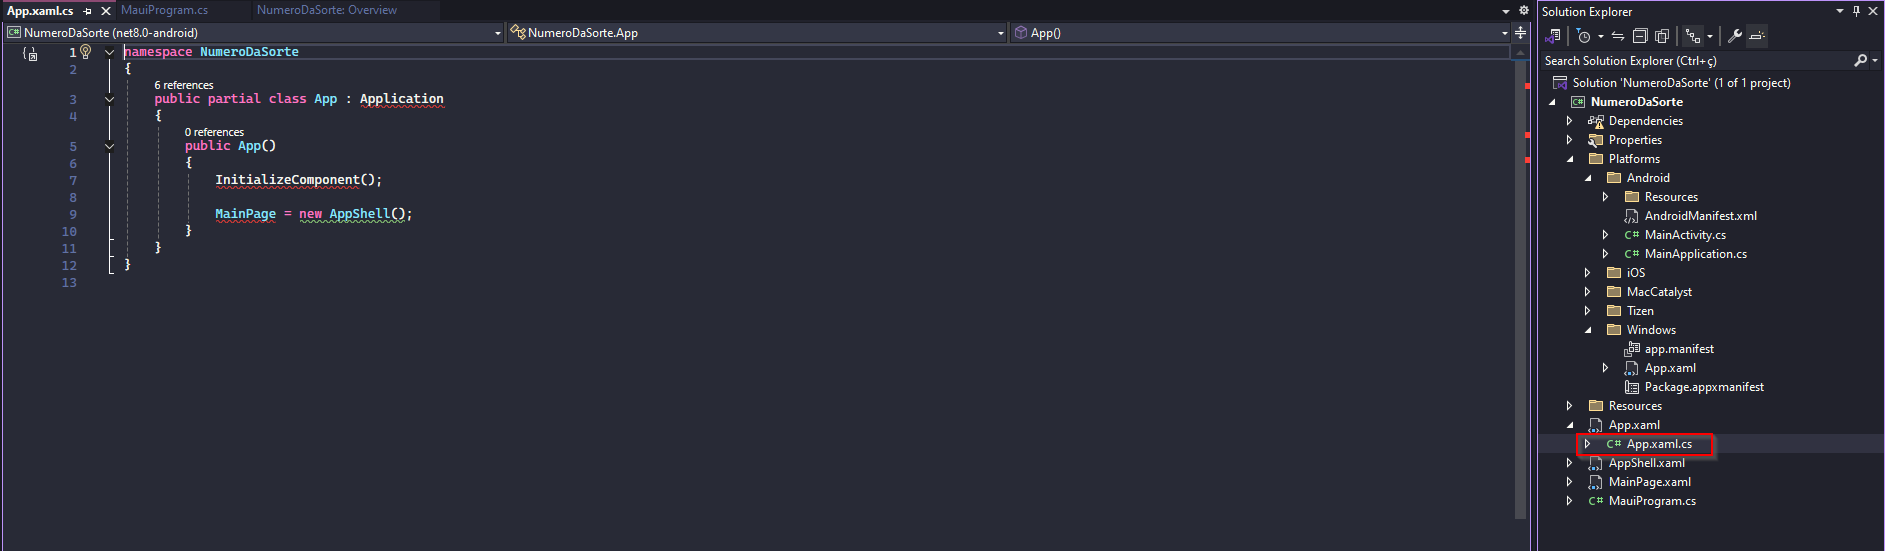 App.xaml.cs
MauiProgram.cs
NumeroDaSorte: Overview
NumeroDaSorte (net8.0-android)
NumeroDaSorte.App
App()
1 namespace NumeroDaSorte
2 {
6 references
3 public partial class App : Application
4 {
0 references
5 public App()
6 {
7 InitializeComponent();
8
9 MainPage = new AppShell();
10 }
11 }
12 }
13
Solution Explorer
Search Solution Explorer (Ctrl+ç)
Solution 'NumeroDaSorte' (1 of 1 project)
C# NumeroDaSorte
Dependencies
Properties
Platforms
Android
Resources
AndroidManifest.xml
C# MainActivity.cs
C# MainApplication.cs
iOS
MacCatalyst
Tizen
Windows
app.manifest
App.xaml
Package.appxmanifest
Resources
App.xaml
C# App.xaml.cs
AppShell.xaml
MainPage.xaml
C# MauiProgram.cs